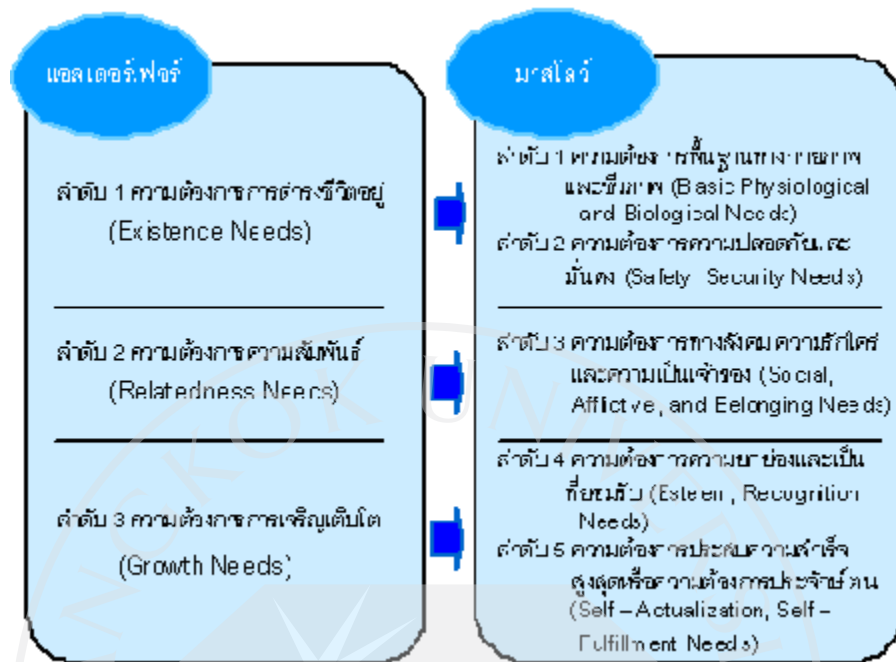 แอลเดอร์เฟอร์
ลำดับ 1 ความต้องการการดำรงชีวิตอยู่
(Existence Needs)
ลำดับ 2 ความต้องการความสัมพันธ์
(Relatedness Needs)
ลำดับ 3 ความต้องการการเจริญเติบโต
(Growth Needs)
มาสโลว์
ลำดับ 1 ความต้องการพื้นฐานทางกายภาพ
และชีวภาพ (Basic Physiological
and Biological Needs)
ลำดับ 2 ความต้องการความปลอดภัยและ
มั่นคง (Safety Security Needs)
ลำดับ 3 ความต้องการทางสังคม ความรักใคร่
และความเป็นเจ้าของ (Social,
Afflictive, and Belonging Needs)
ลำดับ 4 ความต้องการความยกย่องและเป็น
ที่ยอมรับ (Esteem, Recognition
Needs)
ลำดับ 5 ความต้องการประสบความสำเร็จ
สูงสุดหรือความต้องการประจักษ์ตน
(Self – Actualization, Self –
Fulfillment Needs)